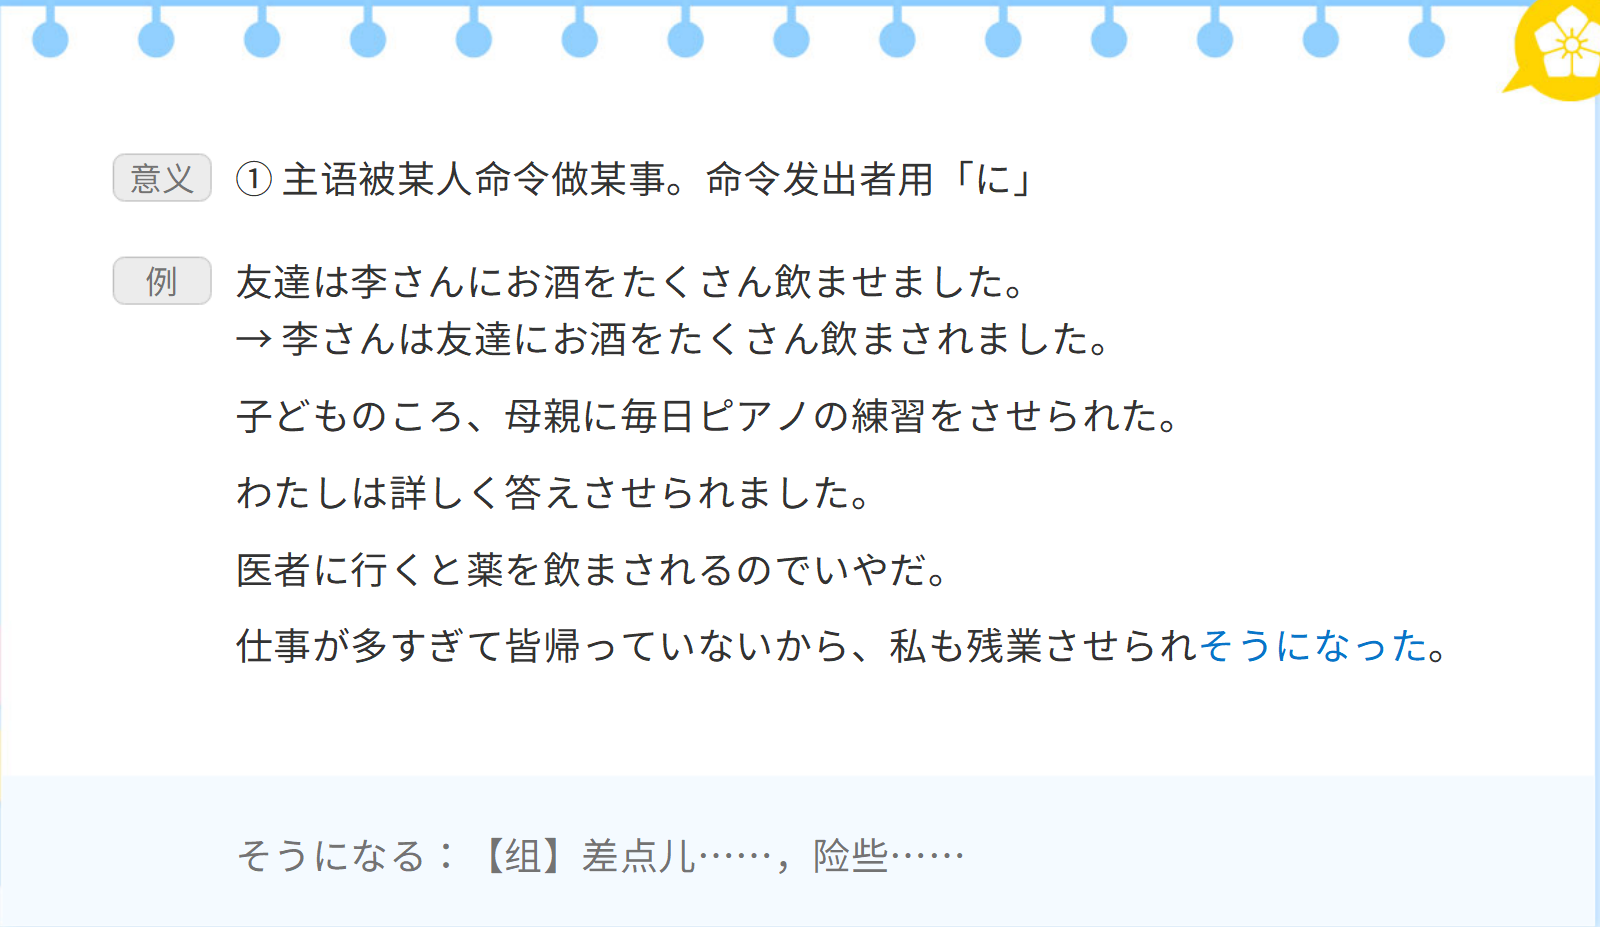 意义 ① 主语被某人命令做某事。命令发出者用「に」
例 友達は李さんにお酒をたくさん飲ませました。
→ 李さんは友達にお酒をたくさん飲まされました。
子どものころ、母親に毎日ピアノの練習をさせられた。
わたしは詳しく答えさせられました。
医者に行くと薬を飲まされるのでいやだ。
仕事が多すぎて皆帰っていないから、私も残業させられそうになった。
そうになる：【组】差点儿……，险些……